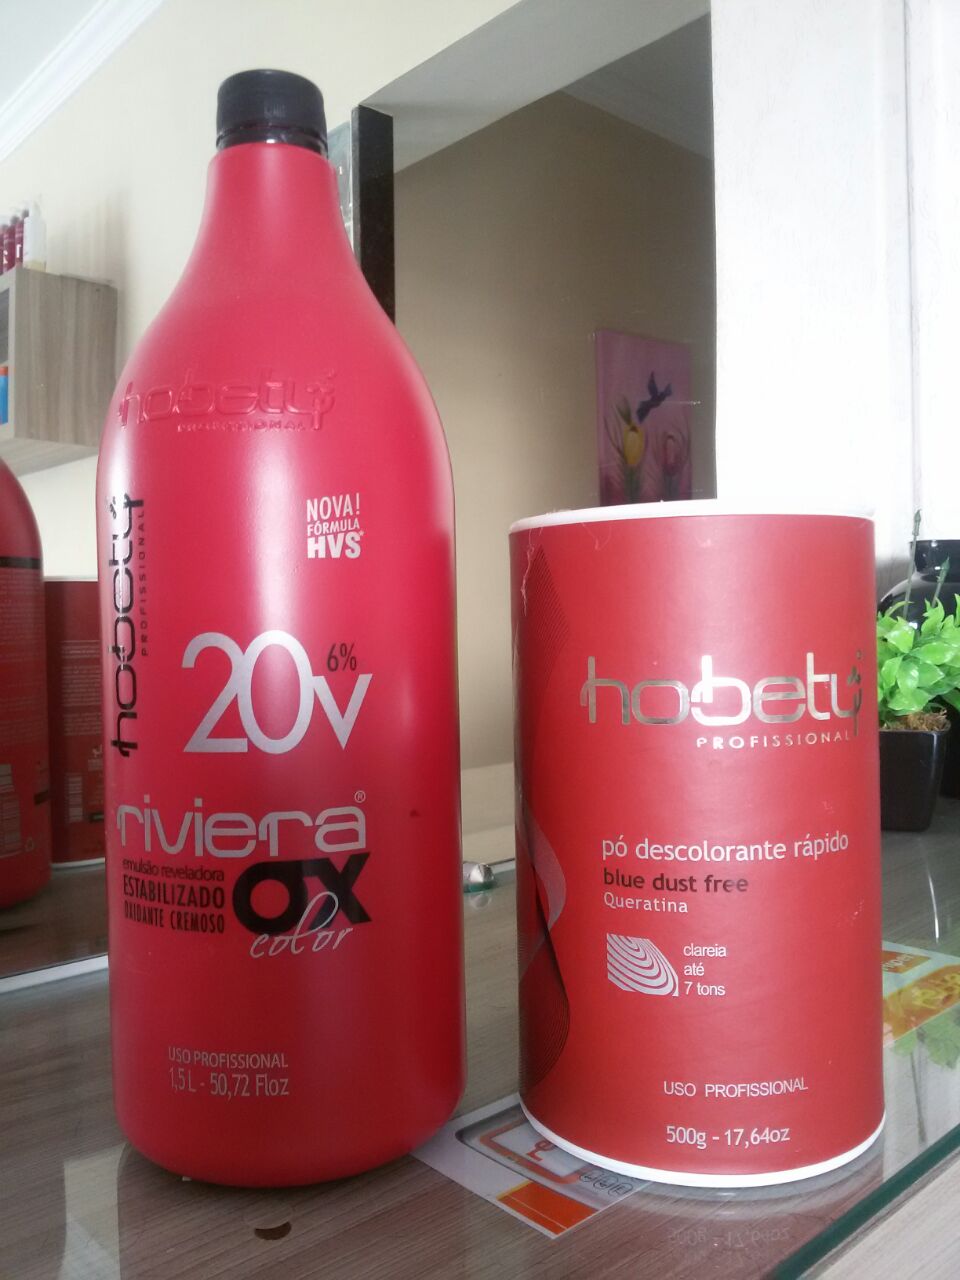 hobety
PROFISSIONAL
hobety
PROFISSIONAL
NOVA!
FÓRMULA
HVS
20v
6%
riviera®
emulsão reveladora
ESTABILIZADO
OXIDANTE CREMOSO
OX
color
USO PROFISSIONAL
1,5 L - 50,72 Floz
hobety
PROFISSIONAL
pó descolorante rápido
blue dust free
Queratina
clareia
até
7 tons
USO PROFISSIONAL
500g - 17,64oz